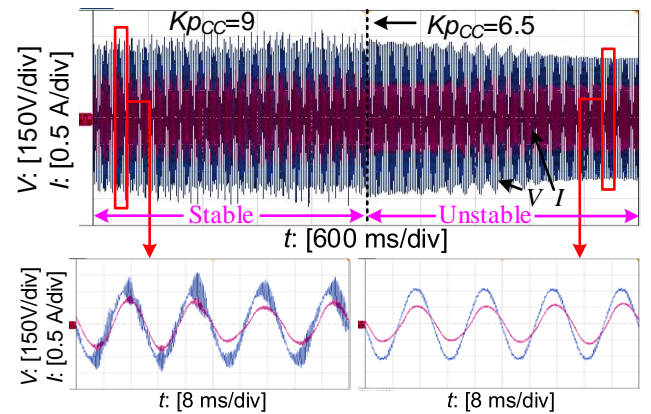 Kp_CC=9
Kp_CC=6.5
V: [150V/div]
I: [0.5 A/div]
V I
Stable
Unstable
t: [600 ms/div]
V: [150V/div]
I: [0.5 A/div]
t: [8 ms/div]
t: [8 ms/div]